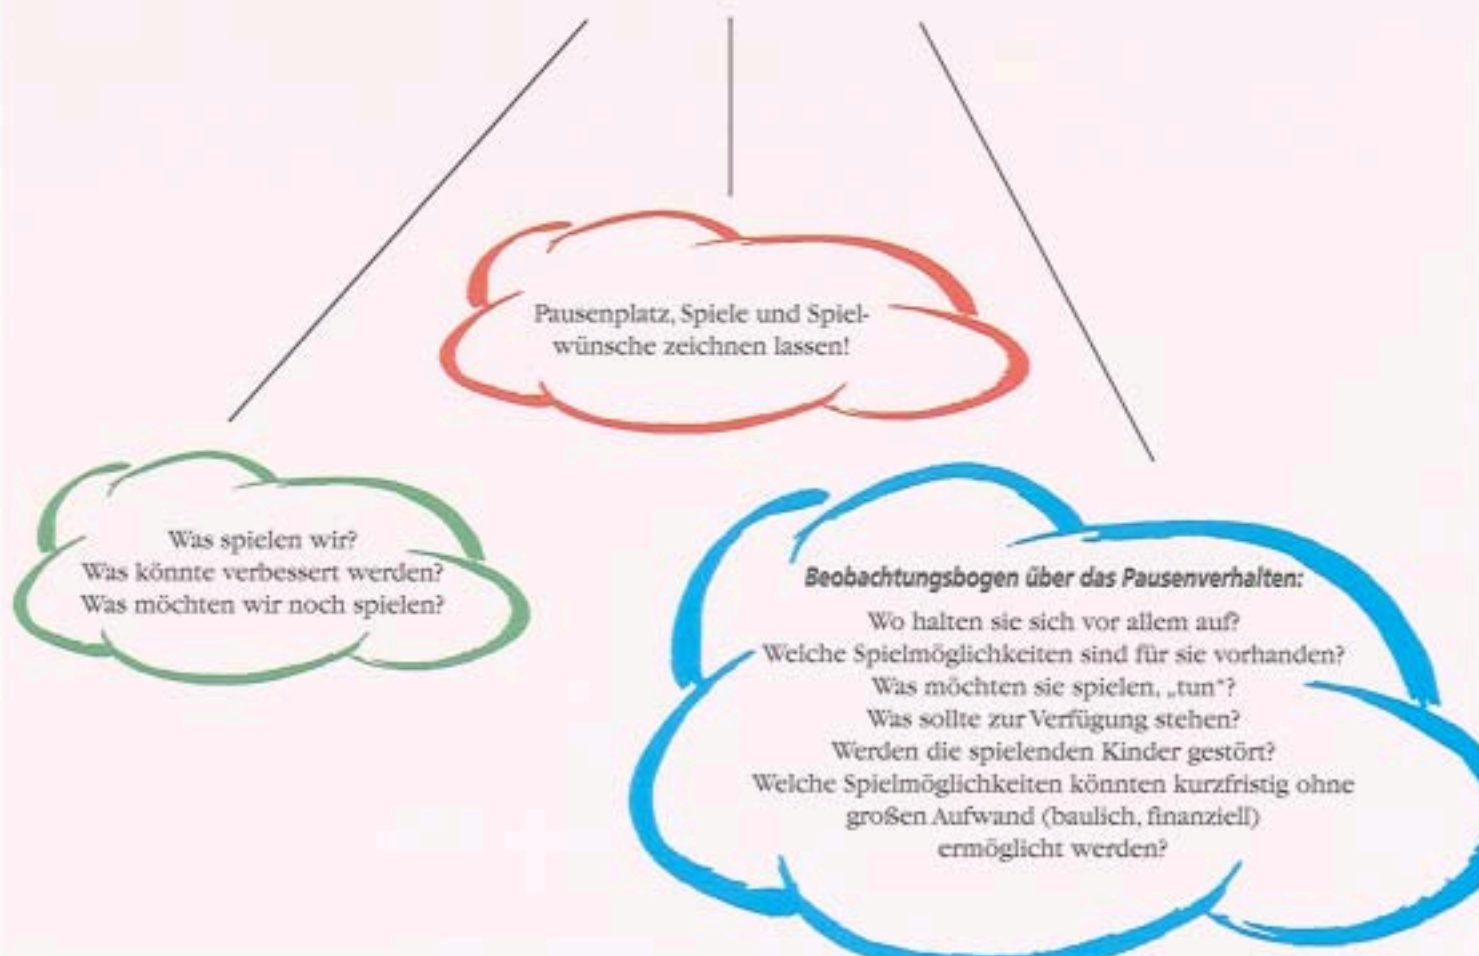 Pausenplatz, Spiele und Spiel-
wünsche zeichnen lassen!
Was spielen wir?
Was könnte verbessert werden?
Was möchten wir noch spielen?
Beobachtungsbogen über das Pausenverhalten:
Wo halten sie sich vor allem auf?
Welche Spielmöglichkeiten sind für sie vorhanden?
Was möchten sie spielen, „tun“?
Was sollte zur Verfügung stehen?
Werden die spielenden Kinder gestört?
Welche Spielmöglichkeiten könnten kurzfristig ohne
großen Aufwand (baulich, finanziell)
ermöglicht werden?